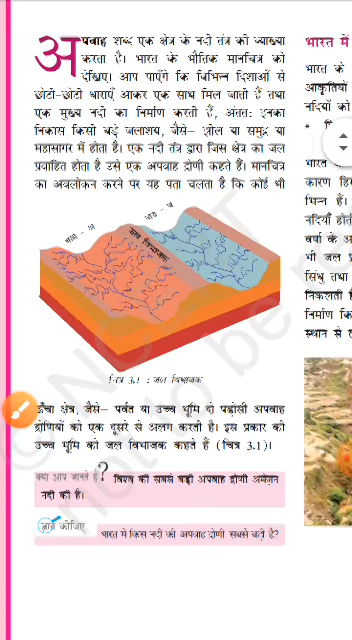 अपवाह शब्द एक क्षेत्र के नदी तंत्र की व्याख्या
करता है। भारत के भौतिक मानचित्र को
देखिए। आप पाएँगे कि विभिन्न दिशाओं से
छोटी-छोटी धाराएँ आकर एक साथ मिल जाती हैं तथा
एक मुख्य नदी का निर्माण करती हैं, अंततः इनका
निकास किसी बड़े जलाशय, जैसे– झील या समुद्र या
महासागर में होता है। एक नदी तंत्र द्वारा जिस क्षेत्र का जल
प्रवाहित होता है उसे एक अपवाह द्रोणी कहते हैं। मानचित्र
का अवलोकन करने पर यह पता चलता है कि कोई भी
जल विभाजक
चित्र 3.1 : जल विभाजक
ऊँचा क्षेत्र, जैसे– पर्वत या उच्च भूमि दो पड़ोसी अपवाह
द्रोणियों को एक दूसरे से अलग करती है। इस प्रकार की
उच्च भूमि को जल विभाजक कहते हैं (चित्र 3.1)।
क्या आप जानते हैं? विश्व की सबसे बड़ी अपवाह द्रोणी अमेज़न
नदी की है।
ज्ञात कीजिए भारत में किस नदी की अपवाह द्रोणी सबसे बड़ी है?
भारत में
भारत के
आकृतियों
नदियों को
भारत
कारण हि
भिन्न हैं।
नदियाँ होत
वर्षा के अ
भी जल प्र
सिंधु तथा
निकलती है
निर्माण कि
स्थान से